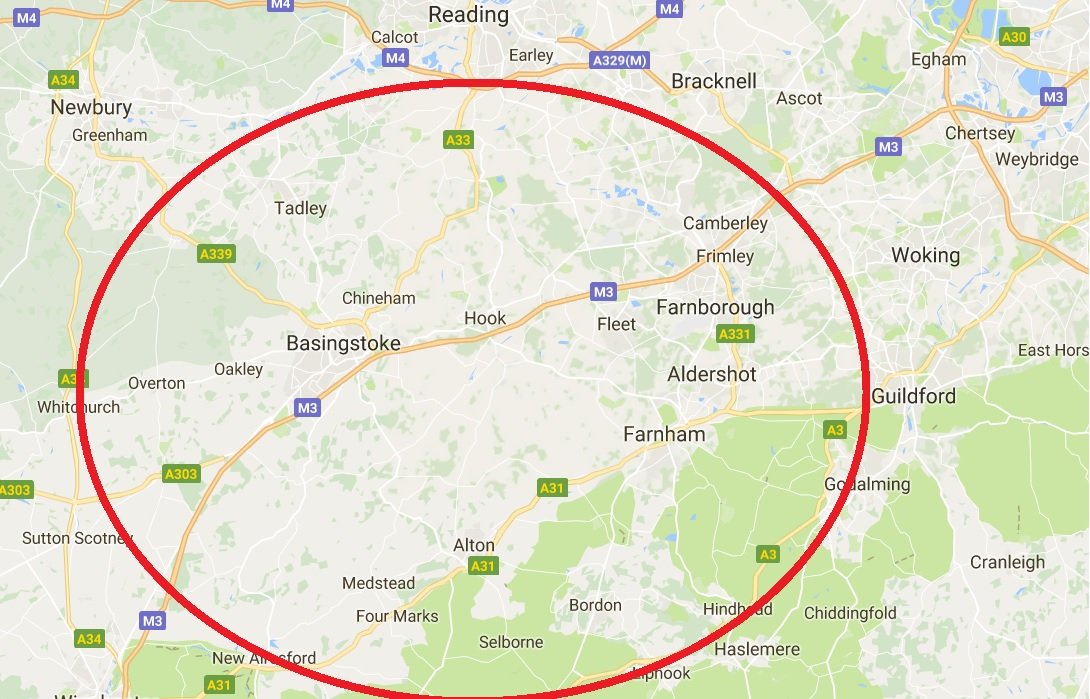 M4
M4
Reading
M4
A30
Calcot
M4
Earley
A329(M)
Egham
A34
Bracknell
Newbury
Ascot
M3
Greenham
A33
Chertsey
M3
Weybridge
Tadley
Camberley
A339
Frimley
Woking
Chineham
M3
Hook
Farnborough
Fleet
A331
Basingstoke
East Hors
Oakley
Aldershot
Overton
Guildford
Whitchurch
M3
A3
Farnham
A303
Godalming
A303
A31
Sutton Scotney
Alton
A3
A31
Cranleigh
Medstead
Bordon
Hindhead
Chiddingfold
Four Marks
M3
A34
Selborne
Haslemere
New Alresford
Liphook
A31